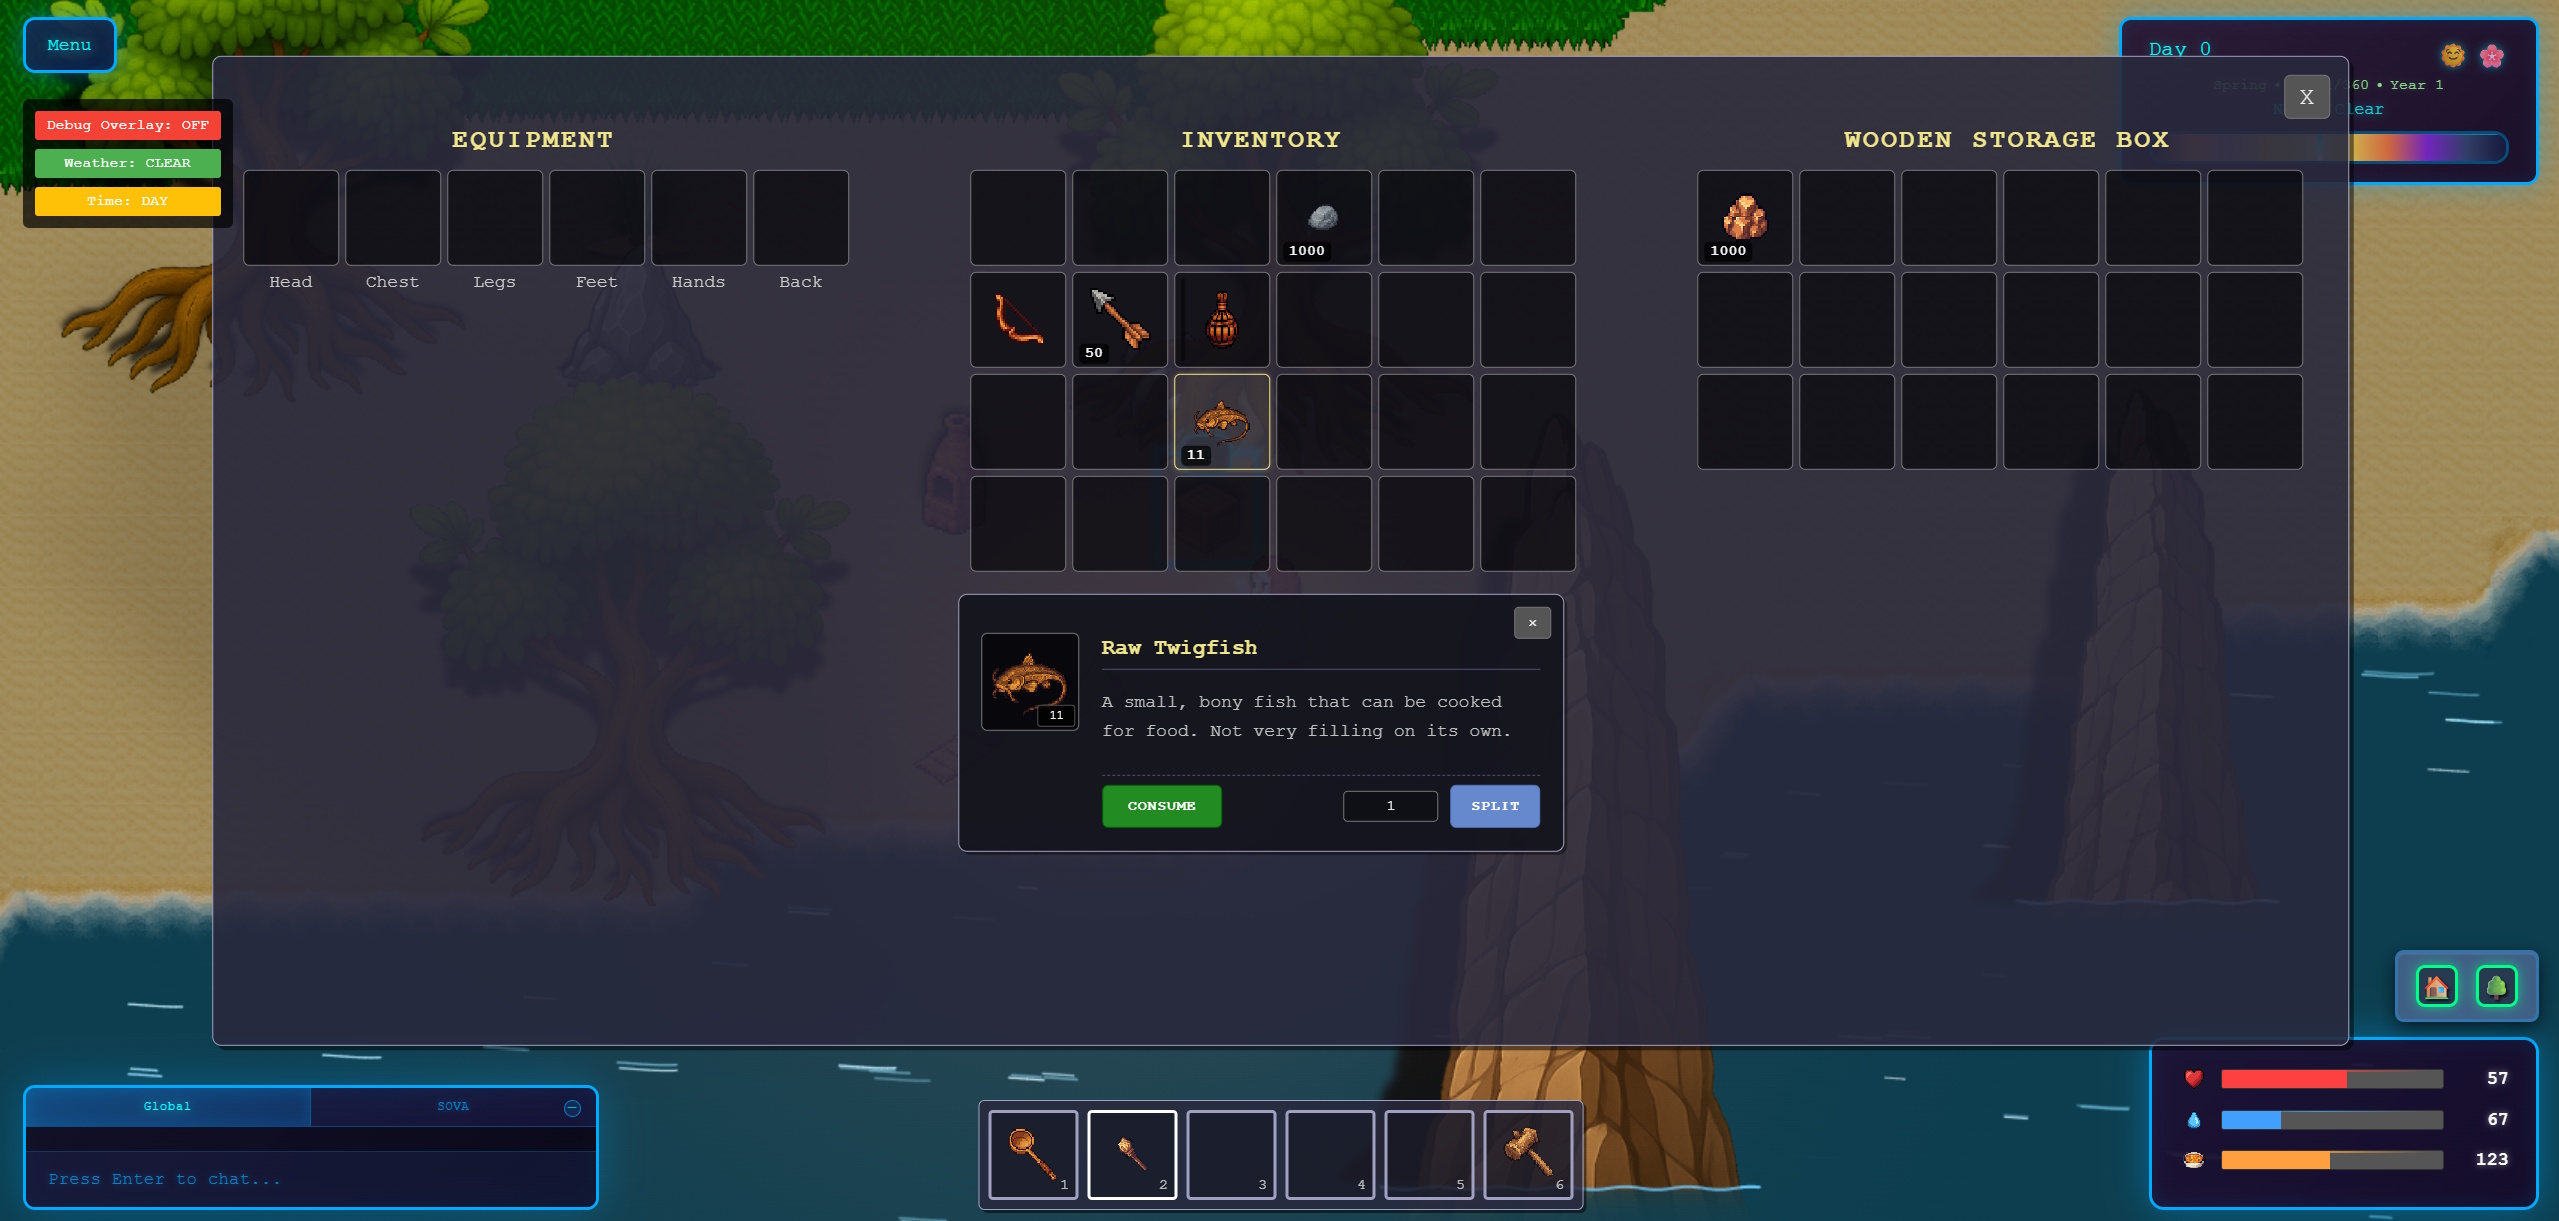 Menu
Day 0
Spring • /360 • Year 1
Clear
X
Debug Overlay: OFF
Weather: CLEAR
Time: DAY
EQUIPMENT
INVENTORY
WOODEN STORAGE BOX
1000
1000
Head
Chest
Legs
Feet
Hands
Back
50
11
×
Raw Twigfish
11
A small, bony fish that can be cooked
for food. Not very filling on its own.
CONSUME
1
SPLIT
Global
SOVA
Press Enter to chat...
1
2
3
4
5
6
57
67
123